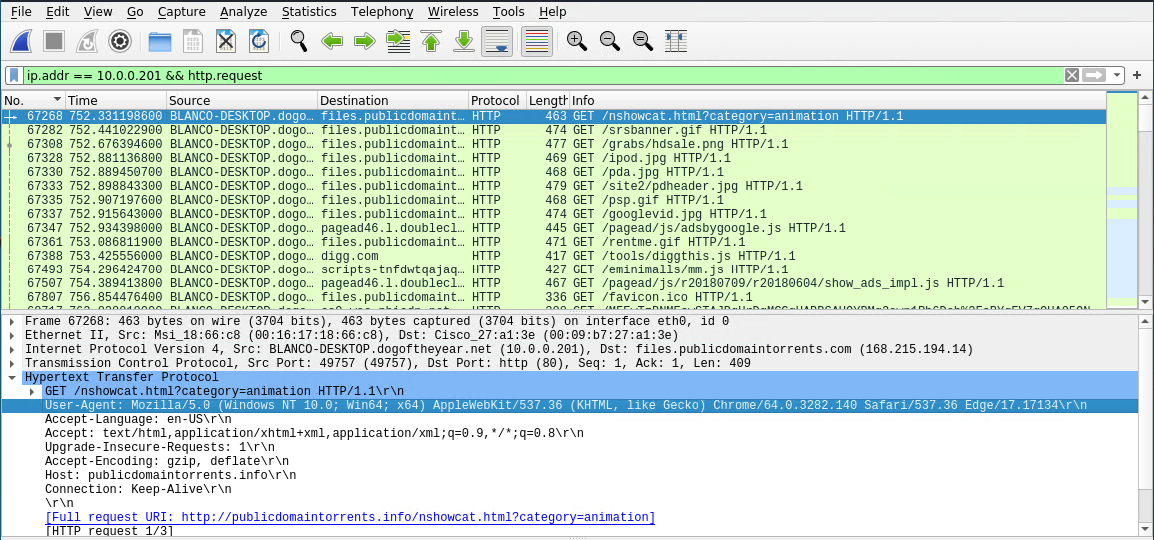 File Edit View Go Capture Analyze Statistics Telephony Wireless Tools Help
ip.addr == 10.0.0.201 && http.request
No. Time Source Destination Protocol Length Info
67268 752.331198600 BLANCO-DESKTOP.dogo… files.publicdomaint… HTTP 463 GET /nshowcat.html?category=animation HTTP/1.1
67282 752.441022900 BLANCO-DESKTOP.dogo… files.publicdomaint… HTTP 474 GET /srsbanner.gif HTTP/1.1
67308 752.676394600 BLANCO-DESKTOP.dogo… files.publicdomaint… HTTP 477 GET /grabs/hdsale.png HTTP/1.1
67328 752.881136800 BLANCO-DESKTOP.dogo… files.publicdomaint… HTTP 469 GET /ipod.jpg HTTP/1.1
67330 752.889450700 BLANCO-DESKTOP.dogo… files.publicdomaint… HTTP 468 GET /pda.jpg HTTP/1.1
67333 752.898843300 BLANCO-DESKTOP.dogo… files.publicdomaint… HTTP 479 GET /site2/pdheader.jpg HTTP/1.1
67335 752.907197600 BLANCO-DESKTOP.dogo… files.publicdomaint… HTTP 468 GET /psp.gif HTTP/1.1
67337 752.915643000 BLANCO-DESKTOP.dogo… files.publicdomaint… HTTP 474 GET /googlevid.jpg HTTP/1.1
67347 752.934398000 BLANCO-DESKTOP.dogo… pagead46.l.doublecl… HTTP 445 GET /pagead/js/adsbygoogle.js HTTP/1.1
67361 753.086811900 BLANCO-DESKTOP.dogo… files.publicdomaint… HTTP 471 GET /rentme.gif HTTP/1.1
67388 753.425556000 BLANCO-DESKTOP.dogo… digg.com HTTP 417 GET /tools/diggthis.js HTTP/1.1
67493 754.296424700 BLANCO-DESKTOP.dogo… scripts-tnfdwtqajaq… HTTP 427 GET /eminimalls/mm.js HTTP/1.1
67507 754.389413800 BLANCO-DESKTOP.dogo… pagead46.l.doublecl… HTTP 467 GET /pagead/js/r20180709/r20180604/show_ads_impl.js HTTP/1.1
67807 756.854476400 BLANCO-DESKTOP.dogo… files.publicdomaint… HTTP 336 GET /favicon.ico HTTP/1.1
Frame 67268: 463 bytes on wire (3704 bits), 463 bytes captured (3704 bits) on interface eth0, id 0
Ethernet II, Src: Msi_18:66:c8 (00:16:17:18:66:c8), Dst: Cisco_27:a1:3e (00:09:b7:27:a1:3e)
Internet Protocol Version 4, Src: BLANCO-DESKTOP.dogoftheyear.net (10.0.0.201), Dst: files.publicdomaintorrents.com (168.215.194.14)
Transmission Control Protocol, Src Port: 49757 (49757), Dst Port: http (80), Seq: 1, Ack: 1, Len: 409
Hypertext Transfer Protocol
GET /nshowcat.html?category=animation HTTP/1.1\r\n
User-Agent: Mozilla/5.0 (Windows NT 10.0; Win64; x64) AppleWebKit/537.36 (KHTML, like Gecko) Chrome/64.0.3282.140 Safari/537.36 Edge/17.17134\r\n
Accept-Language: en-US\r\n
Accept: text/html,application/xhtml+xml,application/xml;q=0.9,*/*;q=0.8\r\n
Upgrade-Insecure-Requests: 1\r\n
Accept-Encoding: gzip, deflate\r\n
Host: publicdomaintorrents.info\r\n
Connection: Keep-Alive\r\n
\r\n
[Full request URI: http://publicdomaintorrents.info/nshowcat.html?category=animation]
[HTTP request 1/3]